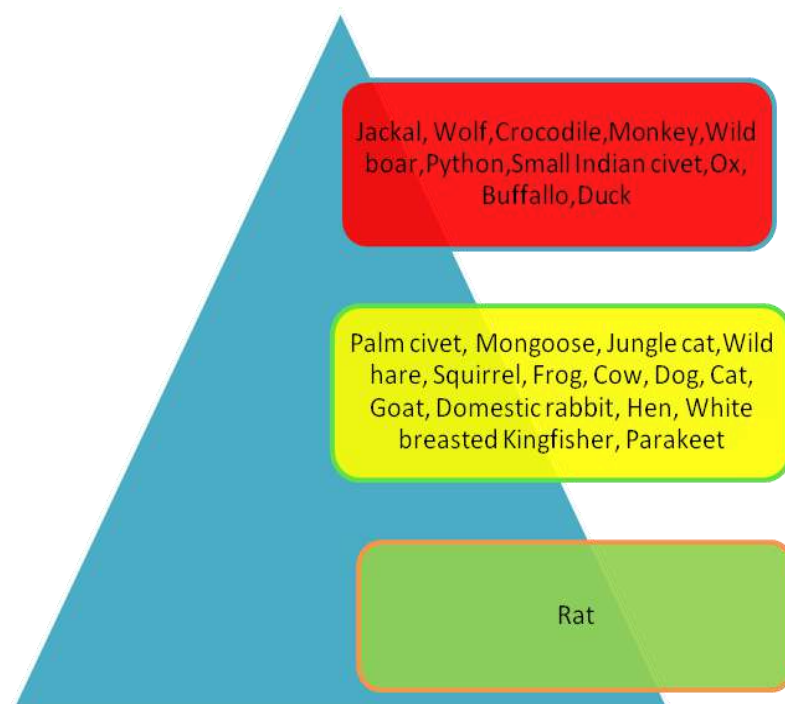 Jackal, Wolf,Crocodile,Monkey,Wild
boar,Python,Small Indian civet,Ox,
Buffallo,Duck
Palm civet, Mongoose, Jungle cat,Wild
hare, Squirrel, Frog, Cow, Dog, Cat,
Goat, Domestic rabbit, Hen, White
breasted Kingfisher, Parakeet
Rat